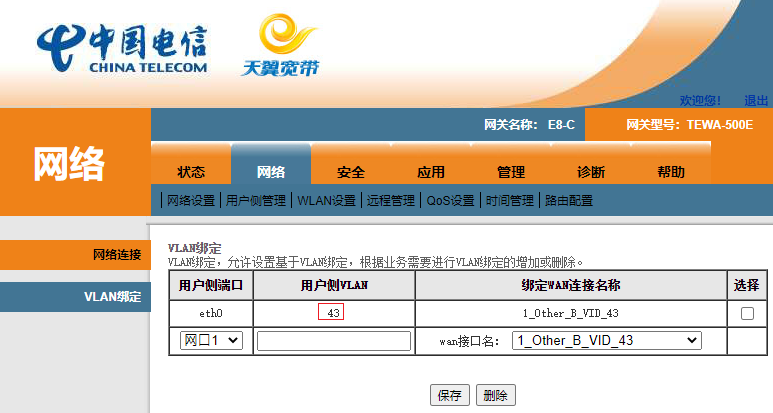 中国电信
CHINA TELECOM
天翼宽带
欢迎您! 退出
网关名称: E8-C 网关型号: TEWA-500E
网络
状态 网络 安全 应用 管理 诊断 帮助
网络设置 用户侧管理 WLAN设置 远程管理 QoS设置 时间管理 路由配置
网络连接
VLAN绑定
VLAN绑定
VLAN绑定, 允许设置基于VLAN绑定, 根据业务需要进行VLAN绑定的增加或删除。
用户侧端口 用户侧VLAN 绑定WAN连接名称 选择
eth0 43 1_Other_B_VID_43
网口1 wan接口名: 1_Other_B_VID_43
保存 删除